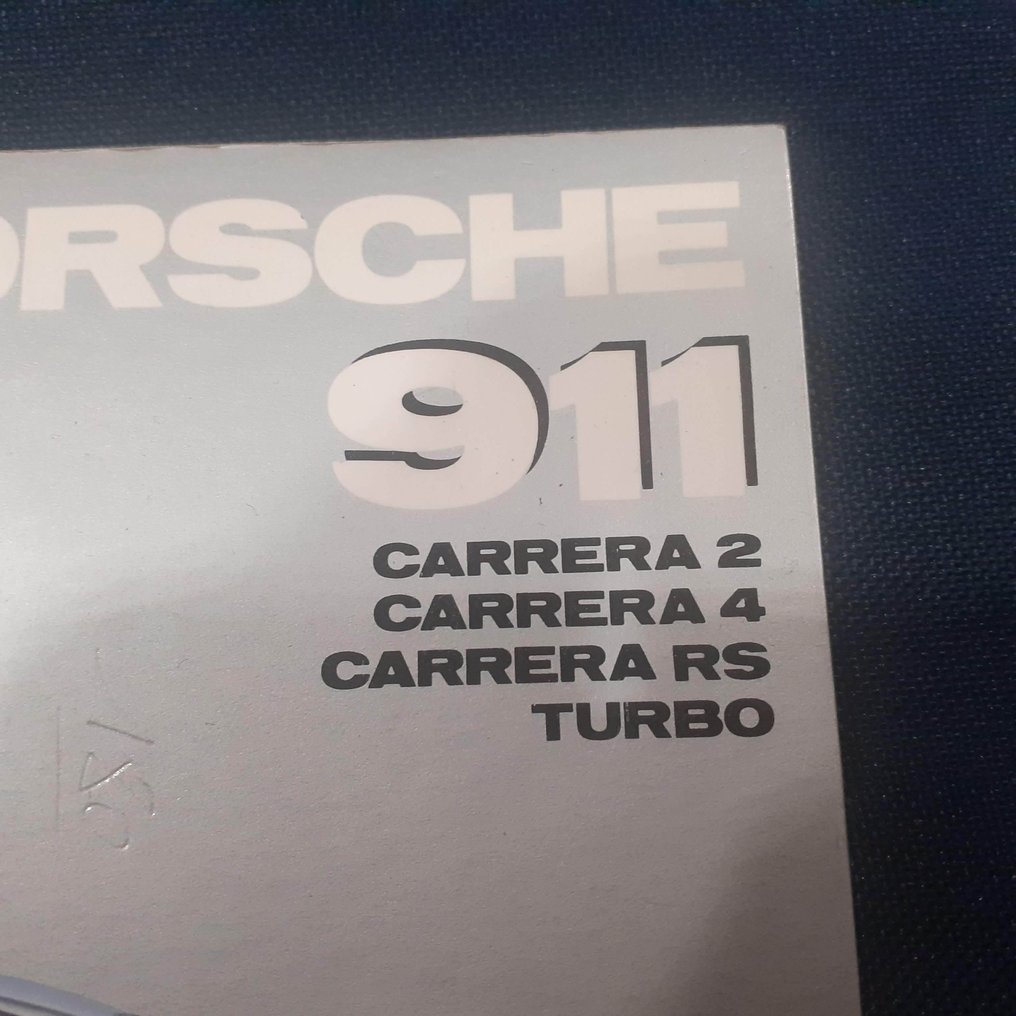 ORSCHE
911
CARRERA 2
CARRERA 4
CARRERA RS
TURBO